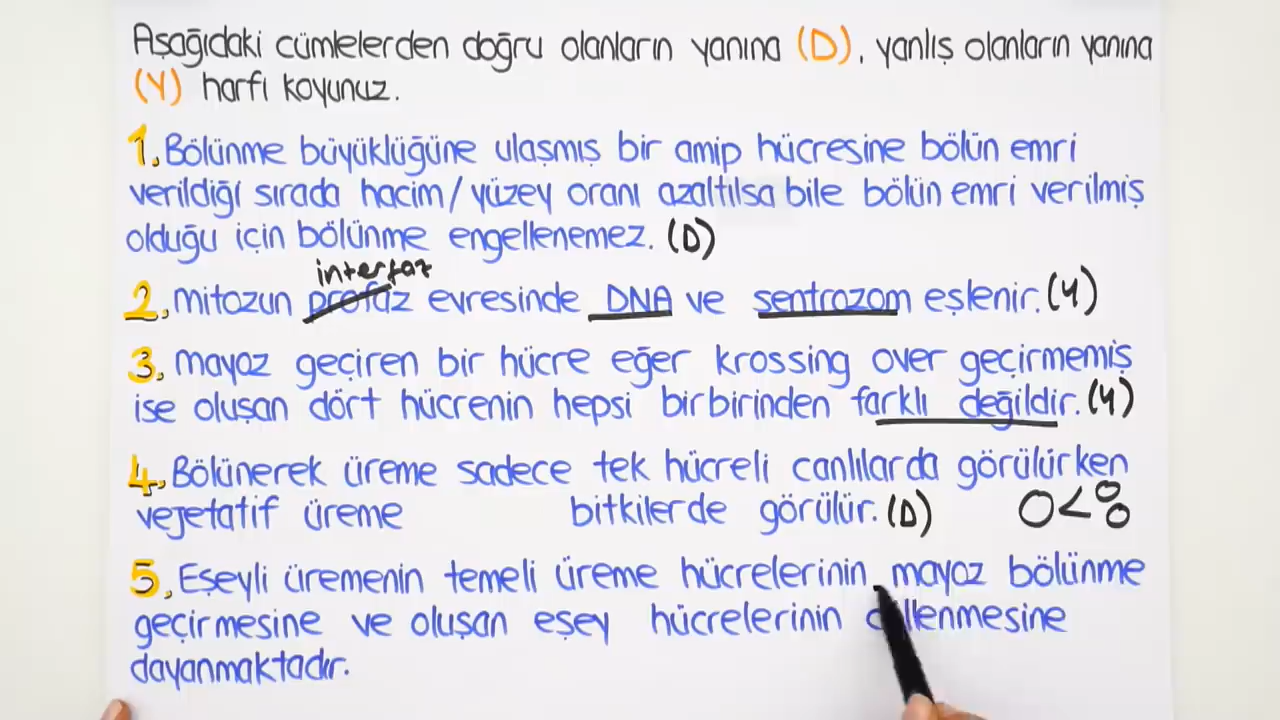 Aşağıdaki cümlelerden doğru olanların yanına (D), yanlış olanların yanına
(Y) harfi koyunuz.
1. Bölünme büyüklüğüne ulaşmış bir amip hücresine bölün emri
verildiği sırada hacim/yüzey oranı azaltılsa bile bölün emri verilmiş
olduğu için bölünme engellenemez. (D)
interfaz
2. Mitozun profaz evresinde DNA ve sentrozom eşlenir. (Y)
3. Mayoz geçiren bir hücre eğer krossing over geçirmemiş
ise oluşan dört hücrenin hepsi birbirinden farklı değildir. (Y)
4. Bölünerek üreme sadece tek hücreli canlılarda görülürken
vejetatif üreme bitkilerde görülür. (D)
5. Eşeyli üremenin temeli üreme hücrelerinin mayoz bölünme
geçirmesine ve oluşan eşey hücrelerinin döllenmesine
dayanmaktadır.